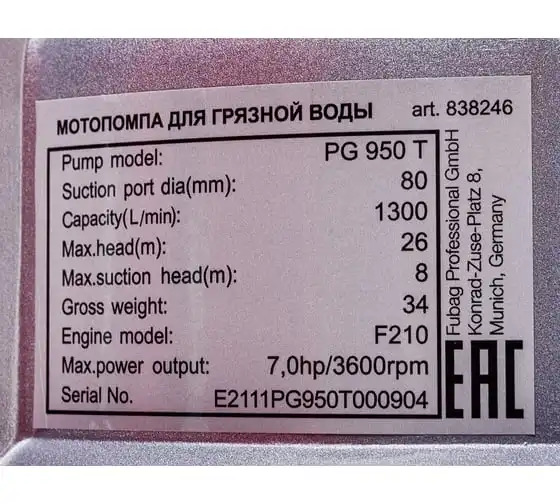 МОТОПОМПА ДЛЯ ГРЯЗНОЙ ВОДЫ art. 838246
Pump model: PG 950 T
Suction port dia(mm): 80
Capacity(L/min): 1300
Max.head(m): 26
Max.suction head(m): 8
Gross weight: 34
Engine model: F210
Max.power output: 7,0hp/3600rpm
Serial No. E2111PG950T000904
Fubag Professional GmbH
Konrad-Zuse-Platz 8,
Munich, Germany
EAC